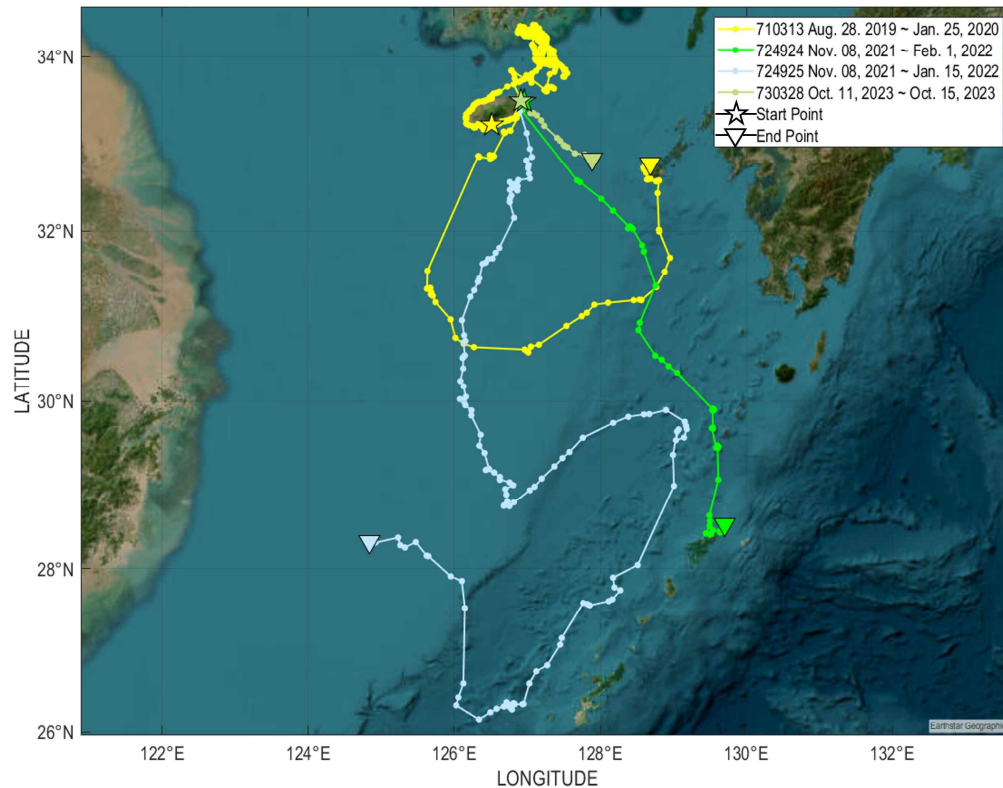 710313 Aug. 28. 2019 ~ Jan. 25, 2020
724924 Nov. 08, 2021 ~ Feb. 1, 2022
724925 Nov. 08, 2021 ~ Jan. 15, 2022
730328 Oct. 11, 2023 ~ Oct. 15, 2023
Start Point
End Point
34°N
32°N
30°N
28°N
26°N
LATITUDE
Earthstar Geographic
122°E
124°E
126°E
128°E
130°E
132°E
LONGITUDE